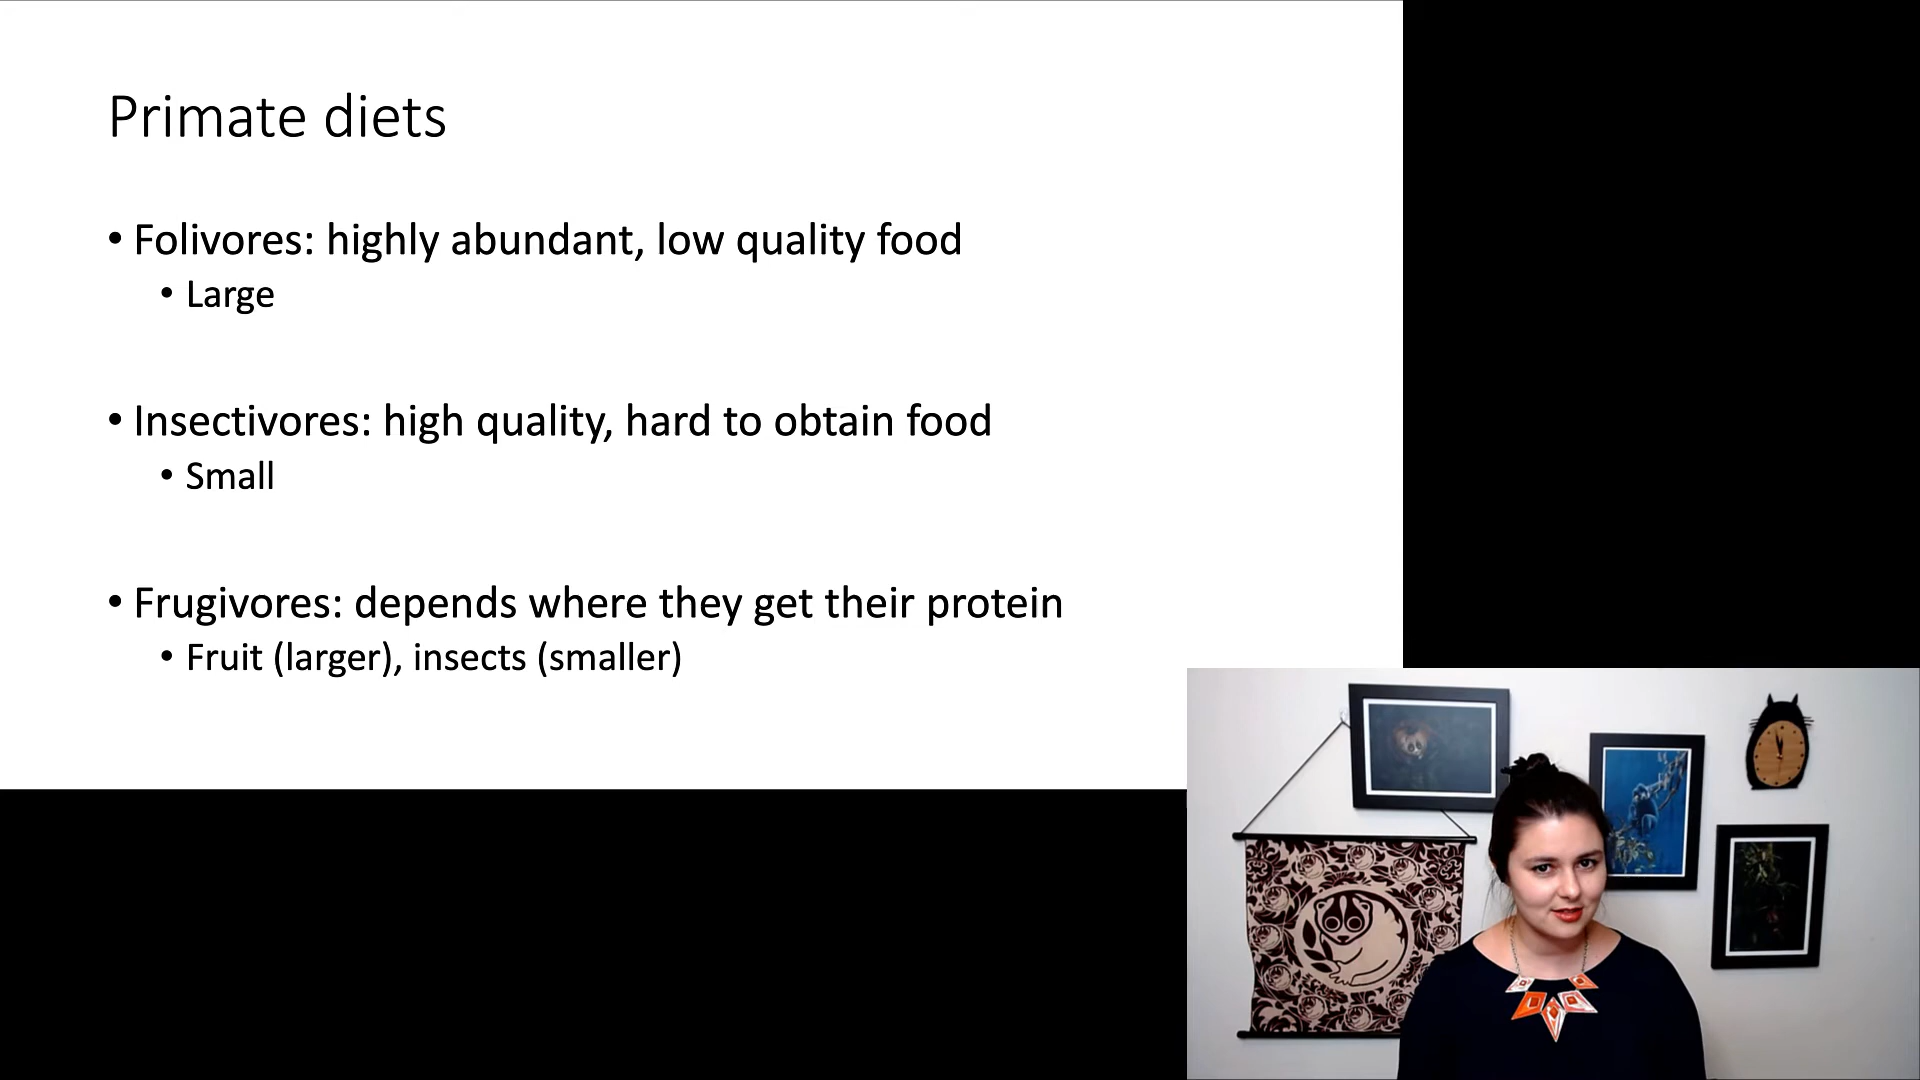 Primate diets
• Folivores: highly abundant, low quality food
• Large
• Insectivores: high quality, hard to obtain food
• Small
• Frugivores: depends where they get their protein
• Fruit (larger), insects (smaller)